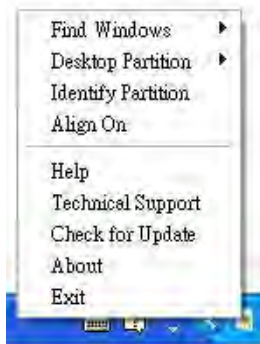 Find Windows
Desktop Partition
Identify Partition
Align On
Help
Technical Support
Check for Update
About
Exit